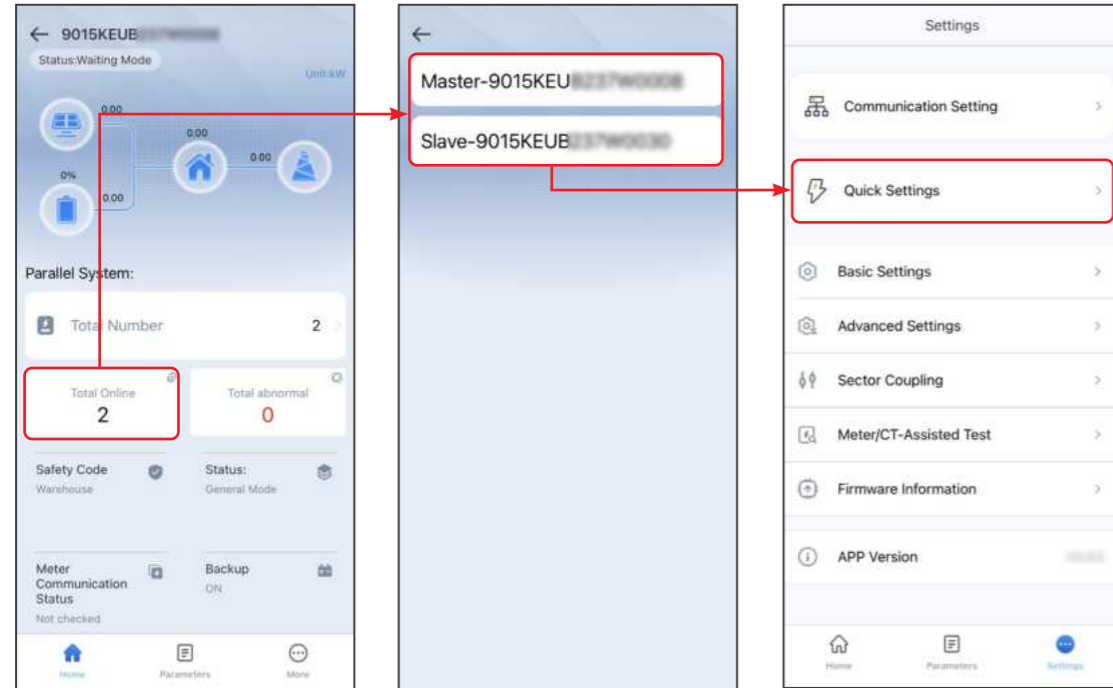 ← 9015KEUB
Status:Waiting Mode
Unit:kW
0.00
0.00
0.00
0%
0.00
Parallel System:
Total Number 2
Total Online
2
Total abnormal
0
Safety Code
Warehouse
Status:
General Mode
Meter
Communication
Status
Not checked
Backup
ON
Home
Parameters
More
←
Master-9015KEU
Slave-9015KEUB
Settings
Communication Setting
Quick Settings
Basic Settings
Advanced Settings
Sector Coupling
Meter/CT-Assisted Test
Firmware Information
APP Version
Home
Parameters
Settings